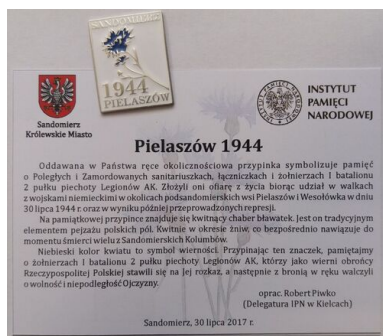 SANDOMIERZ
1944
PIELASZÓW
Sandomierz
Królewskie Miasto
INSTYTUT
PAMIĘCI
NARODOWEJ
Pielaszów 1944
Oddawana w Państwa ręce okolicznościowa przypinka symbolizuje pamięć
o Poległych i Zamordowanych sanitariuszkach, łączniczkach i żołnierzach I batalionu
2 pułku piechoty Legionów AK. Złożyli oni ofiarę z życia biorąc udział w walkach
z wojskami niemieckimi w okolicach podsandomierskich wsi Pielaszów i Wesołówka w dniu
30 lipca 1944 r. oraz w wyniku później przeprowadzonych represji.
Na pamiątkowej przypince znajduje się kwitnący chaber bławatek. Jest on tradycyjnym
elementem pejzażu polskich pól. Kwitnie w okresie żniw, co bezpośrednio nawiązuje do
momentu śmierci wielu z Sandomierskich Kolumbów.
Niebieski kolor kwiatu to symbol wierności. Przypinając ten znaczek, pamiętajmy
o żołnierzach I batalionu 2 pułku piechoty Legionów AK, którzy jako wierni obrońcy
Rzeczypospolitej Polskiej stawili się na Jej rozkaz, a następnie z bronią w ręku walczyli
o wolność i niepodległość Ojczyzny.
oprac. Robert Piwko
(Delegatura IPN w Kielcach)
Sandomierz, 30 lipca 2017 r.